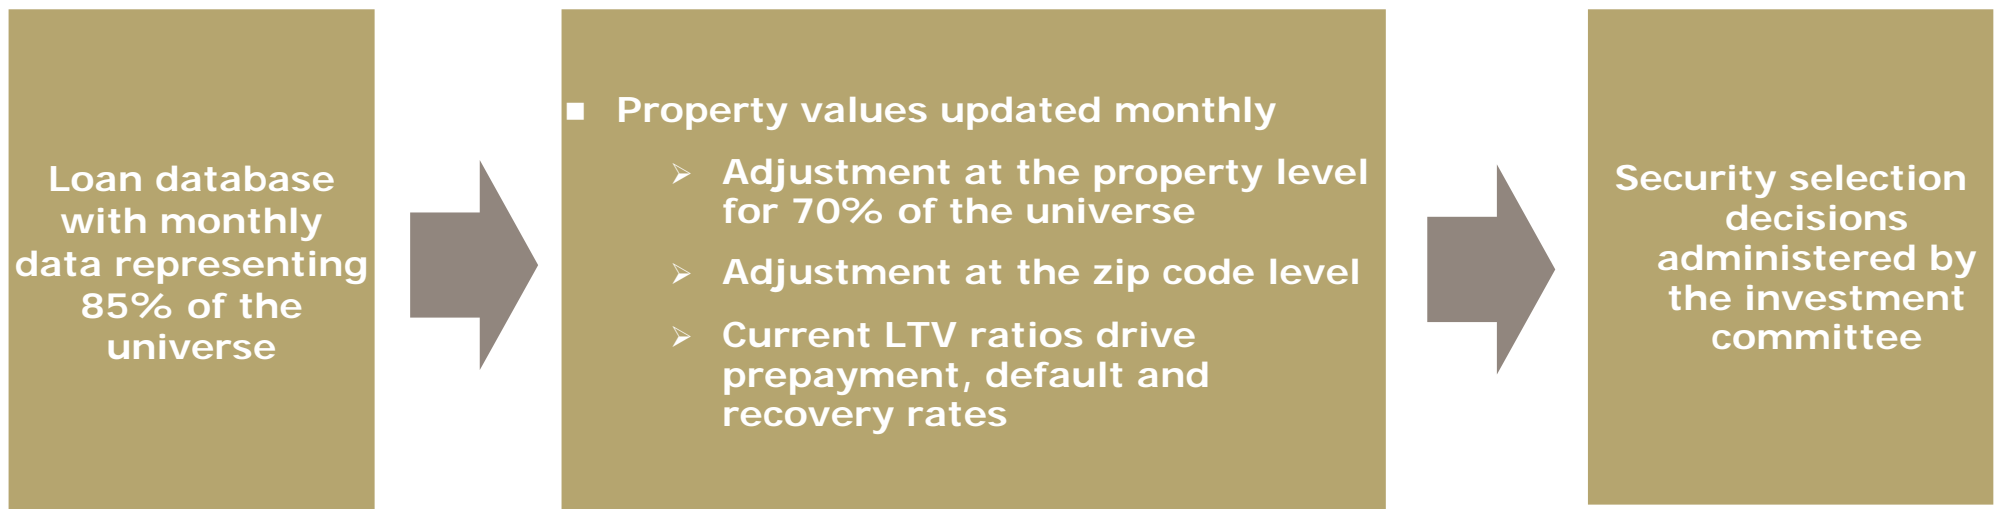 Loan database
with monthly
data representing
85% of the
universe
■ Property values updated monthly
➢ Adjustment at the property level
for 70% of the universe
➢ Adjustment at the zip code level
➢ Current LTV ratios drive
prepayment, default and
recovery rates
Security selection
decisions
administered by
the investment
committee